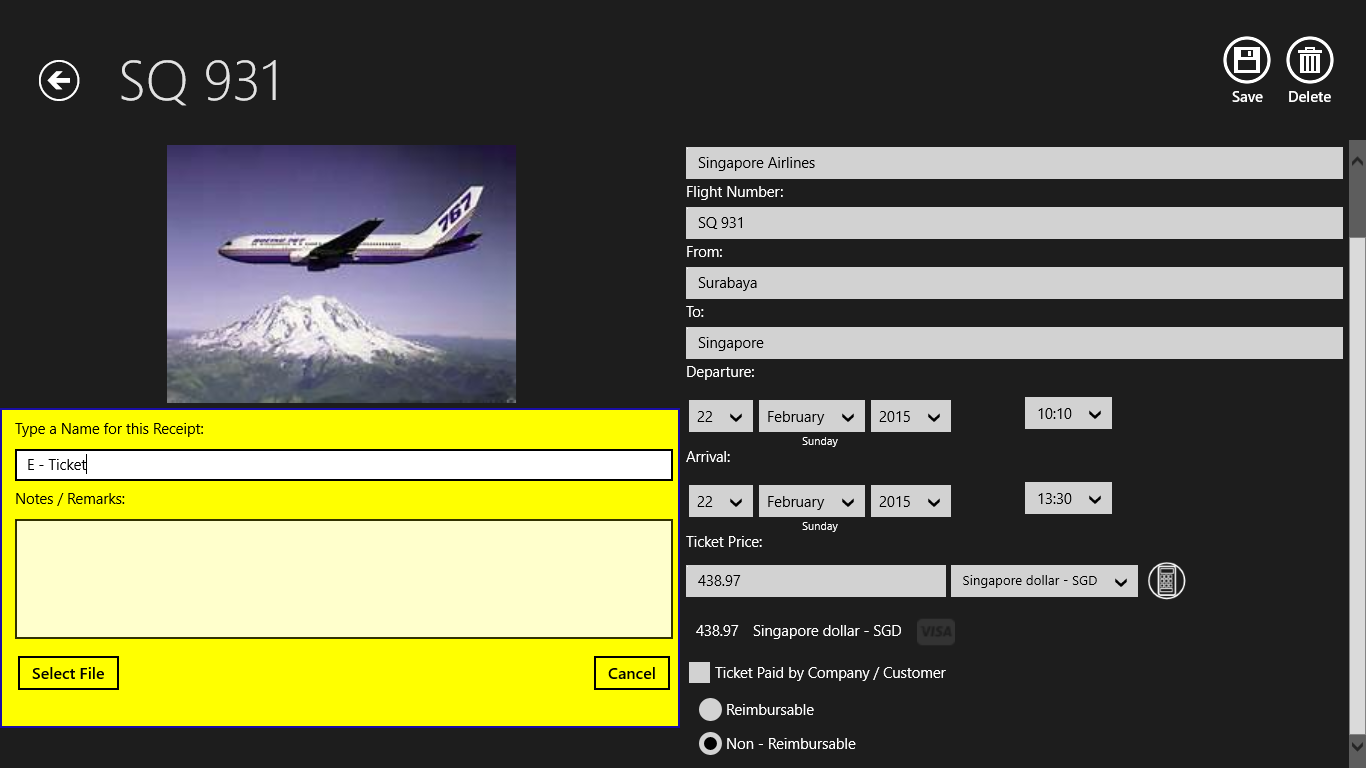 SQ 931
Save
Delete
767
Singapore Airlines
Flight Number:
SQ 931
From:
Surabaya
To:
Singapore
Departure:
22 February 2015 10:10
Sunday
Arrival:
22 February 2015 13:30
Sunday
Ticket Price:
438.97 Singapore dollar - SGD
438.97 Singapore dollar - SGD VISA
Ticket Paid by Company / Customer
Reimbursable
Non - Reimbursable
Type a Name for this Receipt:
E - Ticket
Notes / Remarks:
Select File
Cancel